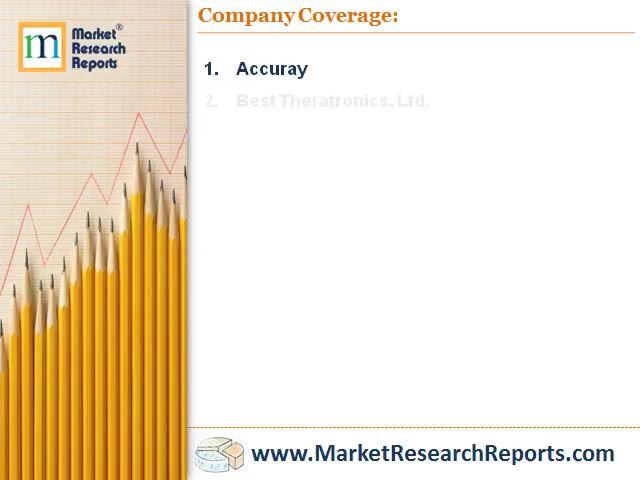 Company Coverage:
m
Market®
Research
Reports
1. Accuray
2. Best Theratronics, Ltd.
www.MarketResearchReports.com